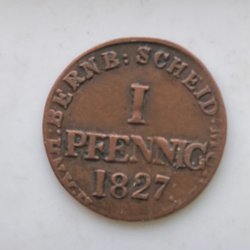 H. BERNB: SCHEID
I
PFENNIG
1827